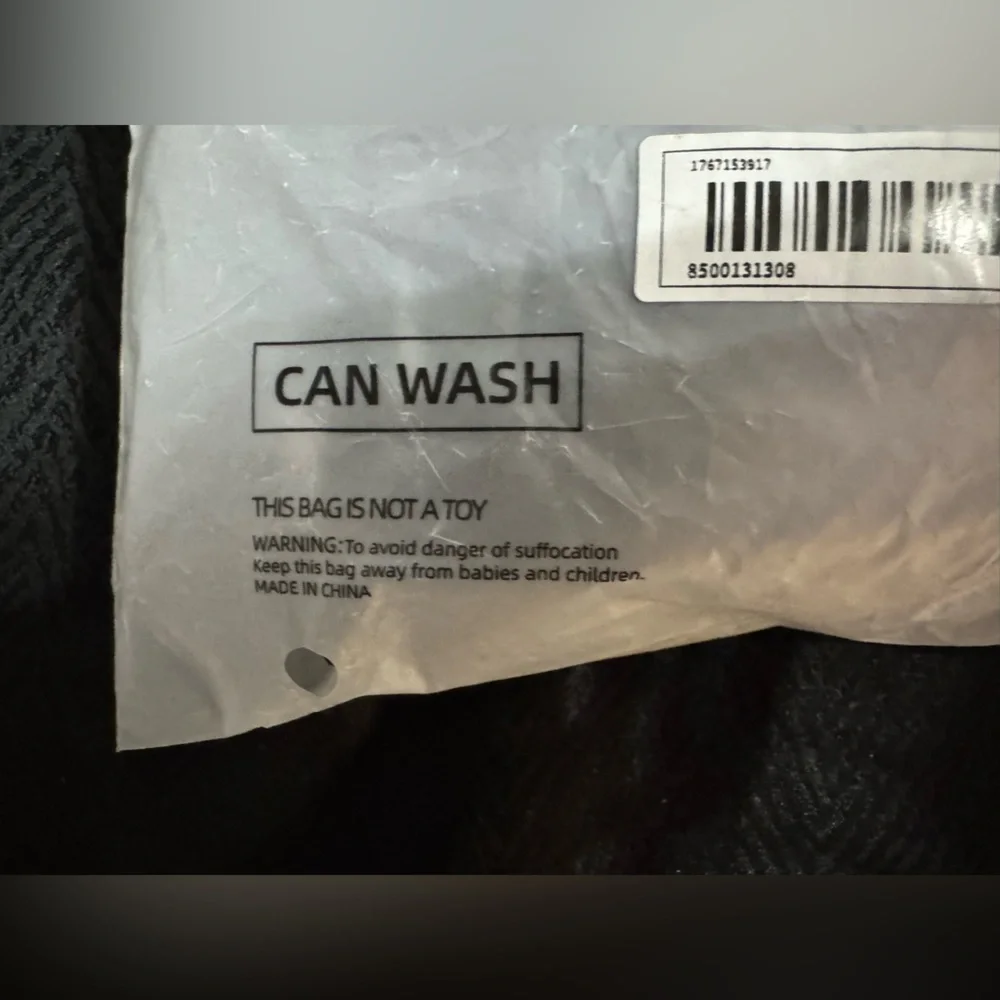 1767153917
8500131308
CAN WASH
THIS BAG IS NOT A TOY
WARNING:To avoid danger of suffocation
Keep this bag away from babies and children.
MADE IN CHINA